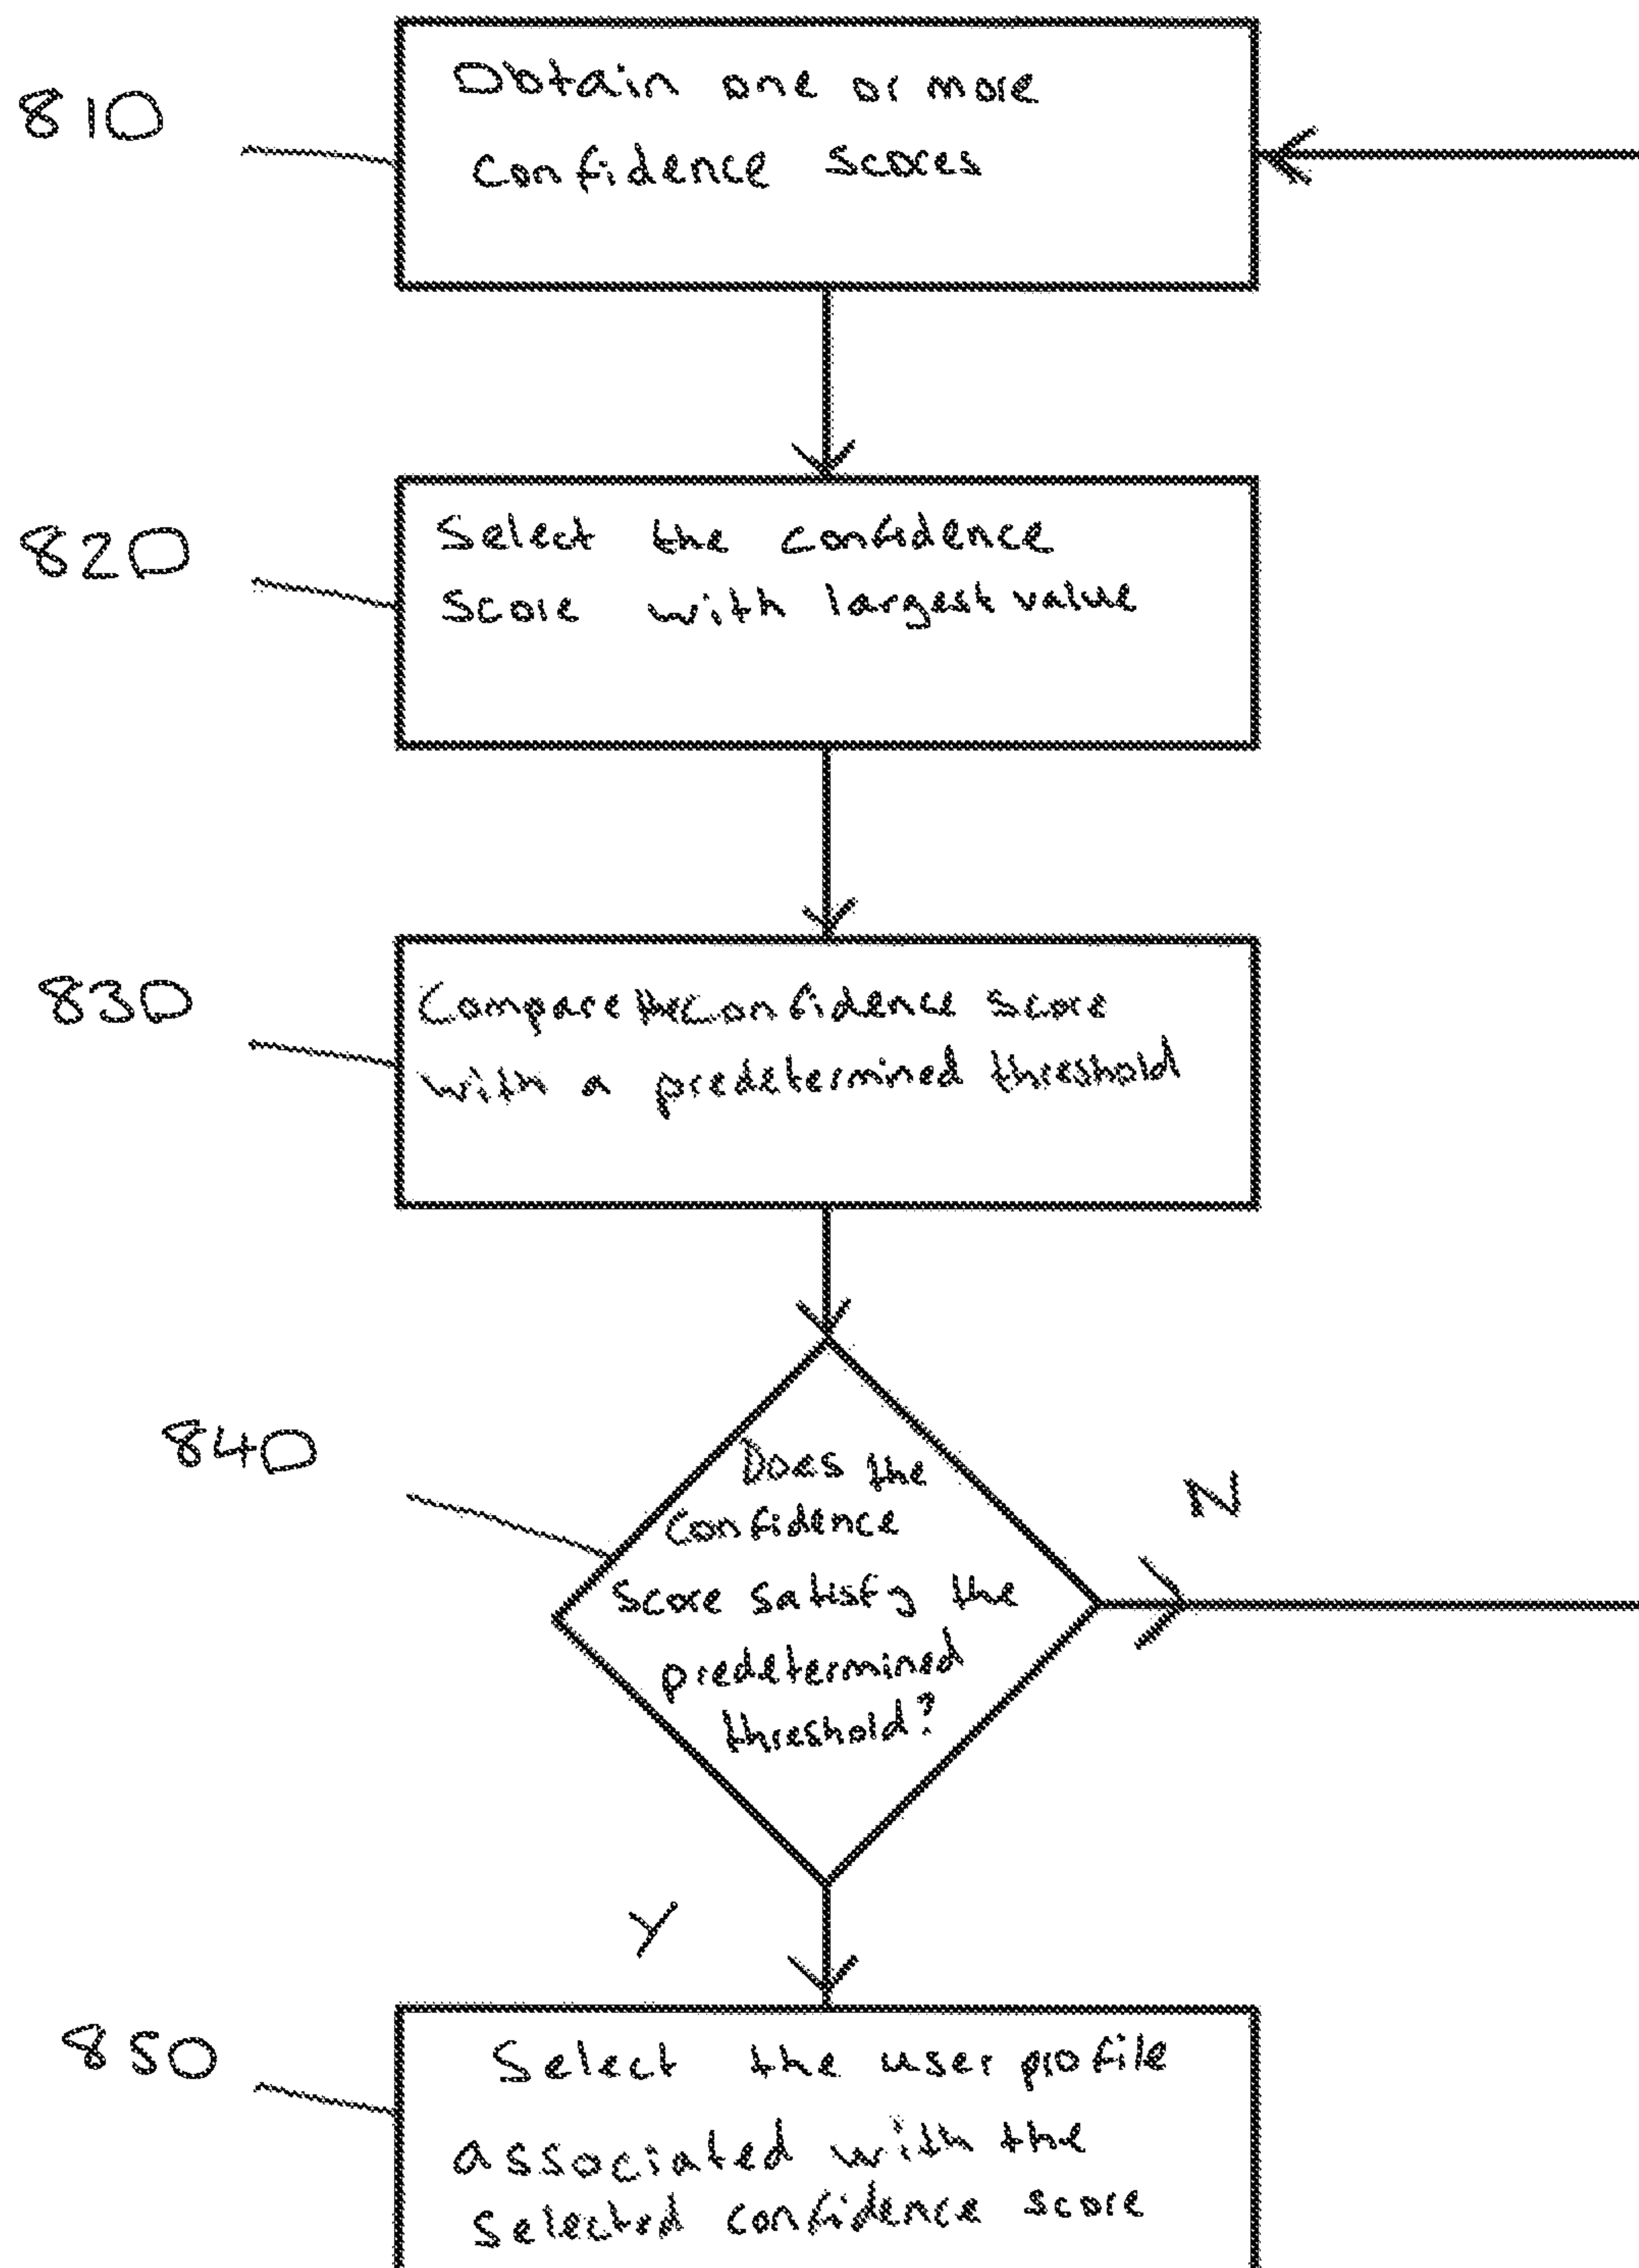 810
Obtain one or more
confidence scores
820
Select the confidence
score with largest value
830
Compare the confidence score
with a predetermined threshold
840
Does the
confidence
score satisfy the
predetermined
threshold?
N
Y
850
Select the user profile
associated with the
selected confidence score